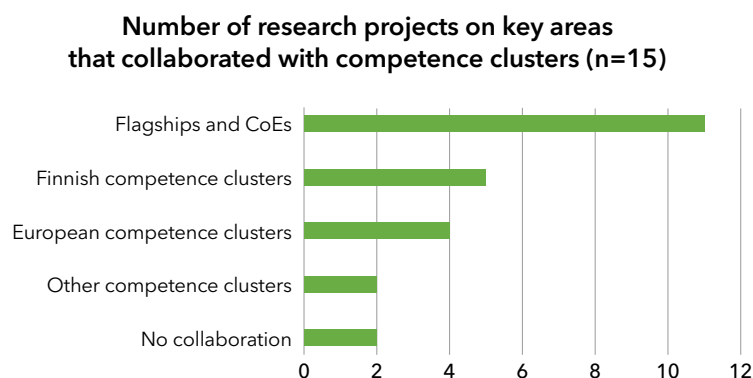 Number of research projects on key areas
that collaborated with competence clusters (n=15)
Flagships and CoEs
Finnish competence clusters
European competence clusters
Other competence clusters
No collaboration
0 2 4 6 8 10 12